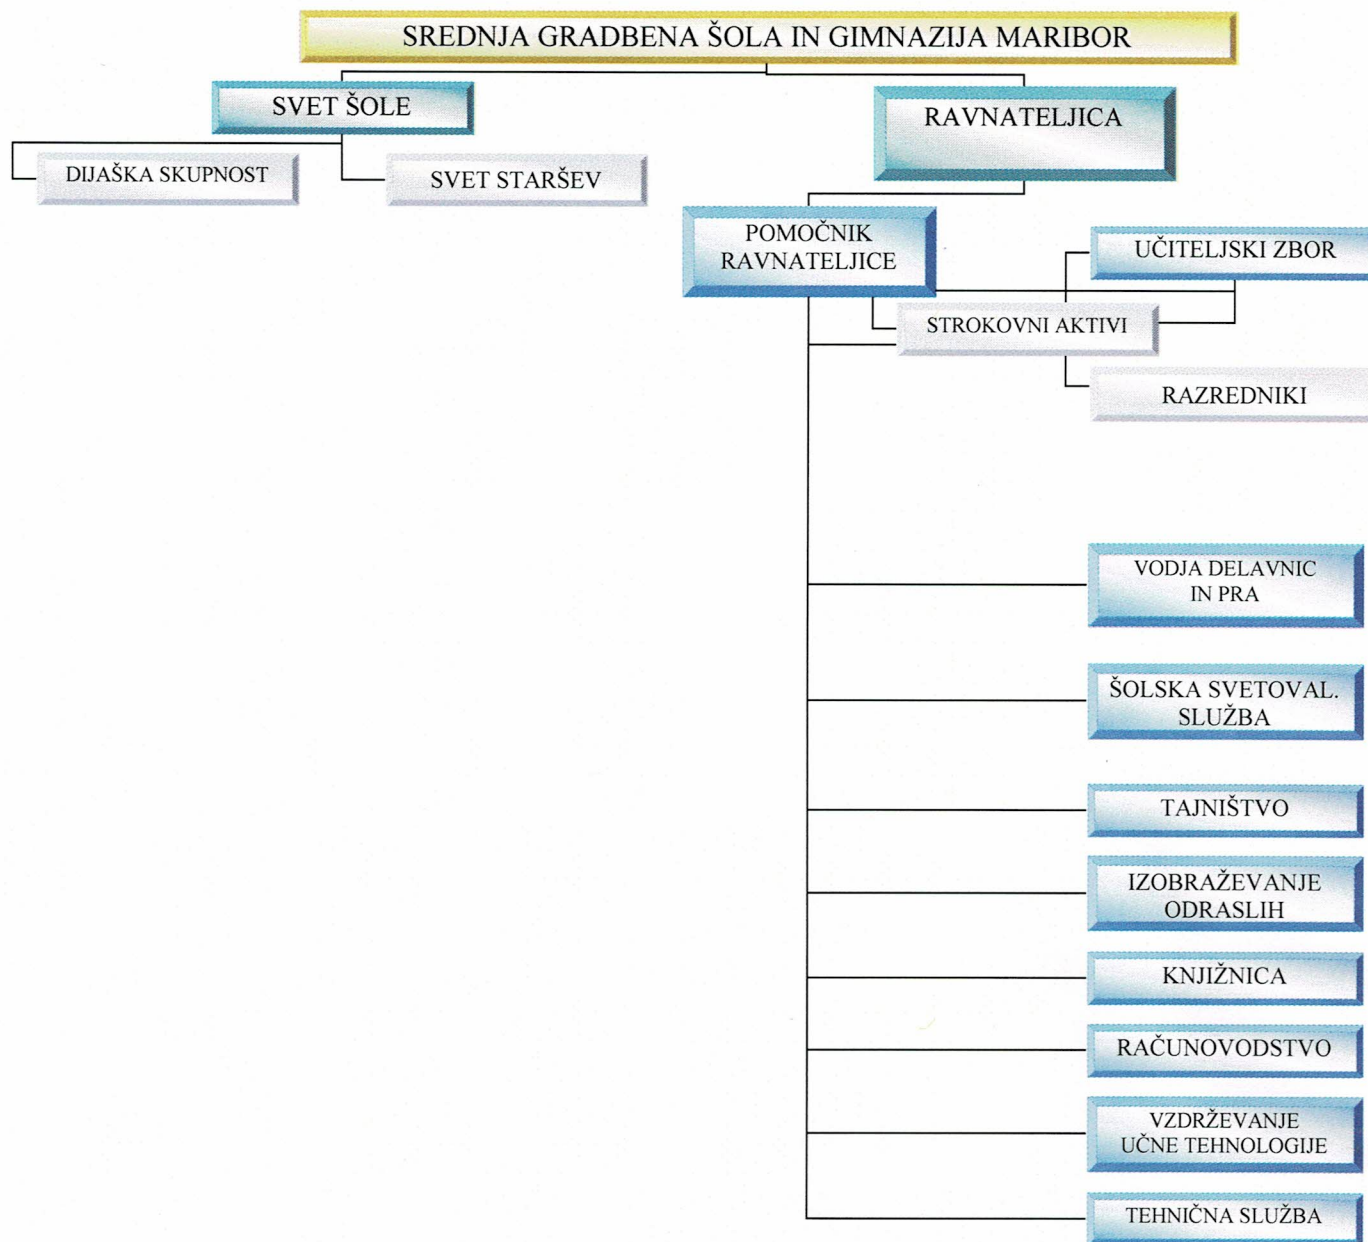 SREDNJA GRADBENA ŠOLA IN GIMNAZIJA MARIBOR
SVET ŠOLE
RAVNATELJICA
DIJAŠKA SKUPNOST
SVET STARŠEV
POMOČNIK
RAVNATELJICE
UČITELJSKI ZBOR
STROKOVNI AKTIVI
RAZREDNIKI
VODJA DELAVNIC
IN PRA
ŠOLSKA SVETOVAL.
SLUŽBA
TAJNIŠTVO
IZOBRAŽEVANJE
ODRASLIH
KNJIŽNICA
RAČUNOVODSTVO
VZDRŽEVANJE
UČNE TEHNOLOGIJE
TEHNIČNA SLUŽBA